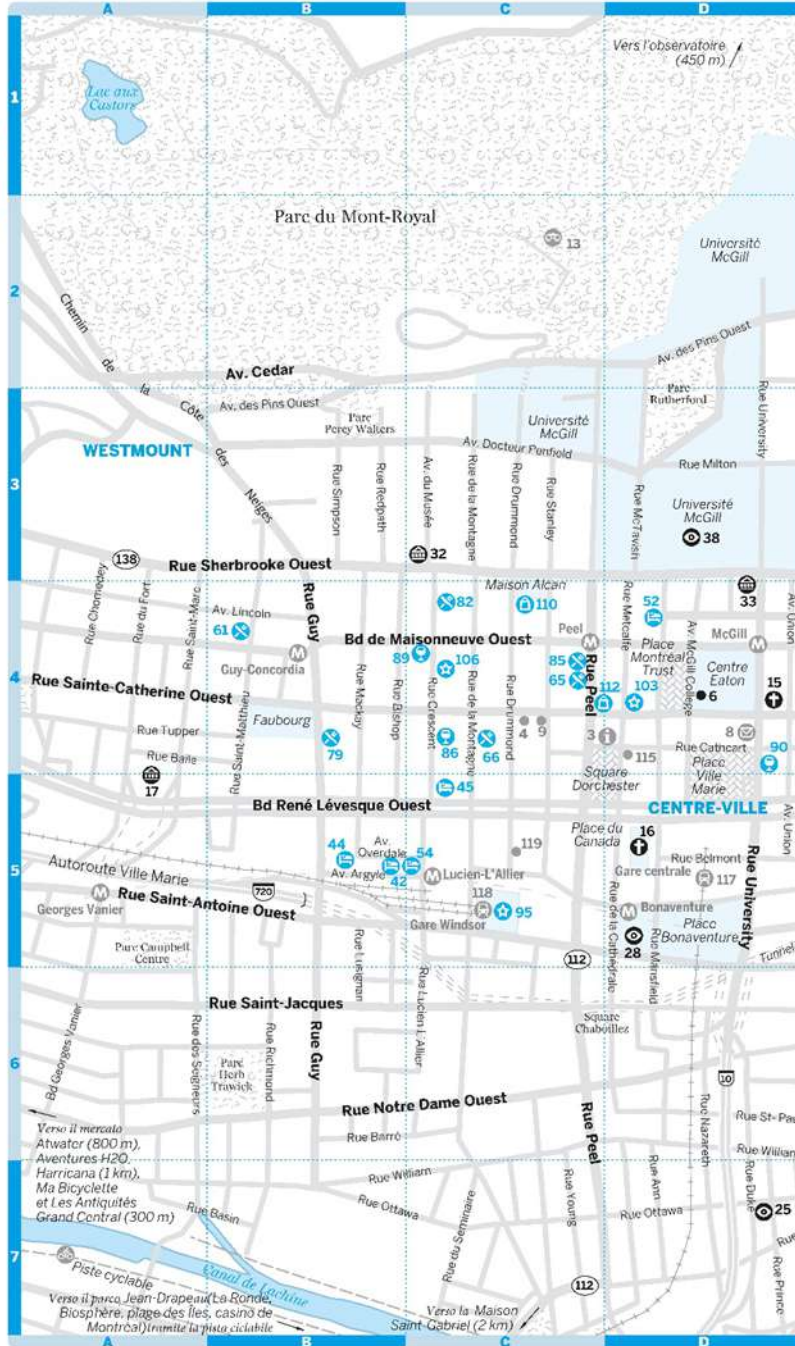 A B C D
1
Vers l'observatoire
(450 m)
Lac aux
Castors
Parc du Mont-Royal
13
Université
McGill
2
Chemin de la Côte des Neiges
Av. des Pins Ouest
Av. Cedar
Parc
Rutherford
Rue University
Av. des Pins Ouest
Parc
Percy Walters
Université
McGill
Av. Docteur Penfield
WESTMOUNT
Rue Milton
3
Rue Simpson
Rue Redpath
Av. du Musée
Rue de la Montagne
Rue Drummond
Rue Stanley
Rue McTavish
Université
McGill
38
32
138
Rue Sherbrooke Ouest
Maison Alcan
33
82
110
52
Rue Chomedey
Rue du Fort
Rue Saint-Marc
Av. Lincoln
61
Rue Guy
Peel
Rue Metcalfe
McGill
Av. Union
Bd de Maisonneuve Ouest
Guy-Concordia
89
106
85
65
Rue Peel
Place
Montréal
Trust
Av. McGill College
Centre
Eaton
15
4
Rue Sainte-Catherine Ouest
112
103
6
Rue Mackay
Rue Bishop
Rue Crescent
Rue de la Montagne
Rue Drummond
Rue Saint-Matthieu
Faubourg
Rue Tupper
79
86
66
4
9
3
8
Rue Cathcart
90
Rue Baile
115
Place
Ville
Marie
17
45
Square
Dorchester
Bd René Lévesque Ouest
CENTRE-VILLE
Av. Union
Place du
Canada
16
44
Av.
Overdale
54
119
Rue Belmont
5
Autoroute Ville Marie
Av. Argyle
42
Lucien-L'Allier
Gare centrale
117
Georges Vanier
Rue Saint-Antoine Ouest
720
118
Gare Windsor
95
Bonaventure
Rue de la Cathédrale
28
Rue Mansfield
Place
Bonaventure
Rue University
Tunnel
Parc Campbell
Centre
Rue Lusignan
Rue Lucien L'Allier
112
Rue Saint-Jacques
Square
Chaboillez
Bd Georges Vanier
Rue des Seigneurs
Rue Richmond
Rue Guy
6
Parc
Herb
Trawick
10
Rue Notre Dame Ouest
Rue Peel
Rue Nazareth
Rue St-Pau
Rue Barré
Rue William
Verso il mercato
Atwater (800 m),
Aventures H2O,
Harricana (1 km),
Ma Bicyclette
et Les Antiquités
Grand Central (300 m)
Rue William
Rue Ottawa
Rue du Seminaire
Rue Young
Rue Ann
Rue Ottawa
Rue Duke
25
Rue Basin
Rue
Rue Prince
7
Piste cyclable
Canal de Lachine
112
Verso il parco Jean-Drapeau (La Ronde,
Biosphère, plage des Îles, casino de
Montréal) tramite la pista ciclabile
Verso la Maison
Saint-Gabriel (2 km)
A B C D